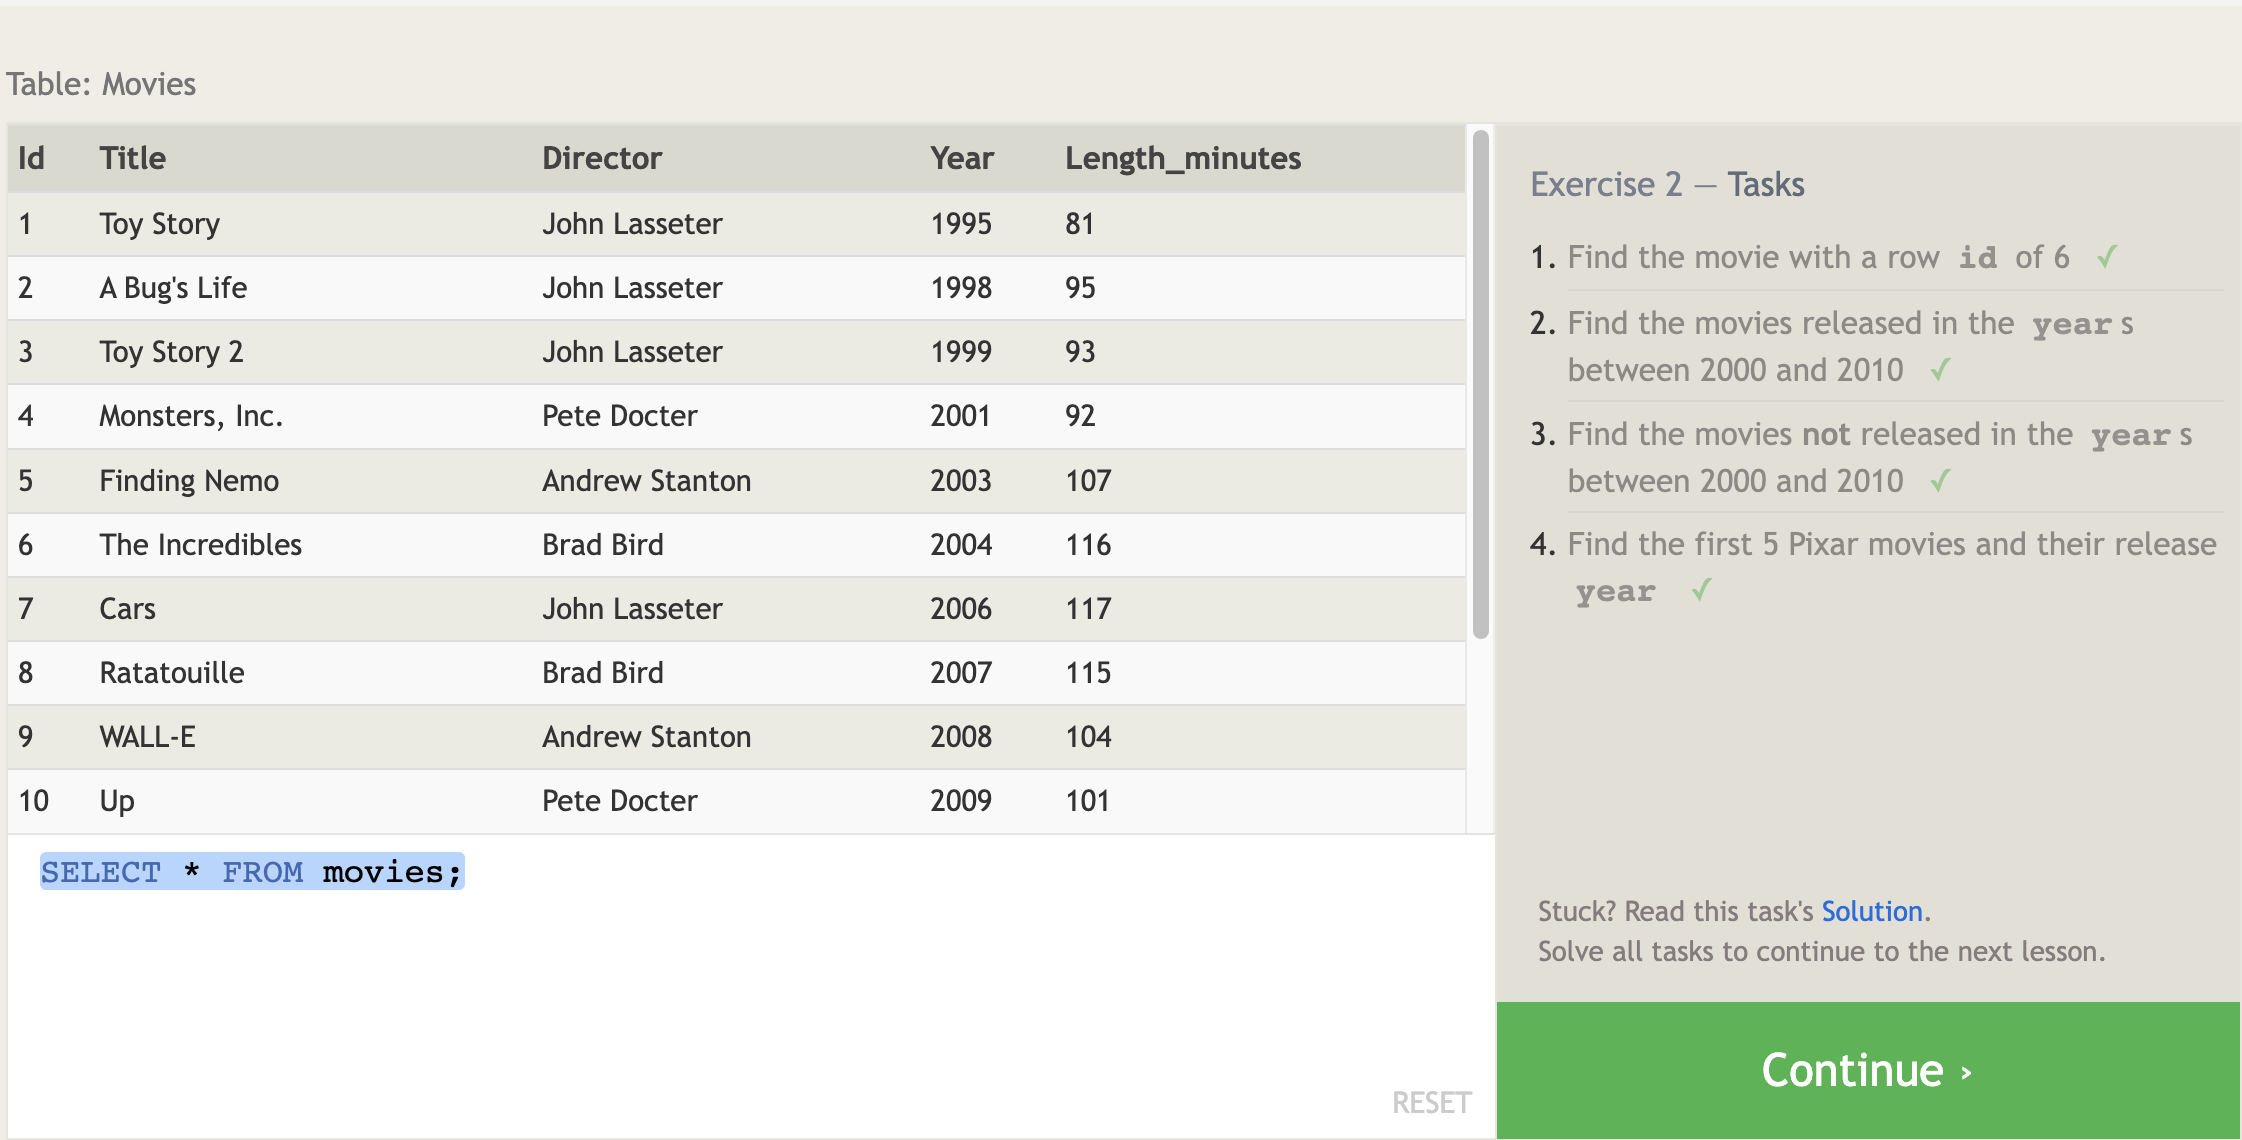 Table: Movies
Id Title Director Year Length_minutes
1 Toy Story John Lasseter 1995 81
2 A Bug's Life John Lasseter 1998 95
3 Toy Story 2 John Lasseter 1999 93
4 Monsters, Inc. Pete Docter 2001 92
5 Finding Nemo Andrew Stanton 2003 107
6 The Incredibles Brad Bird 2004 116
7 Cars John Lasseter 2006 117
8 Ratatouille Brad Bird 2007 115
9 WALL-E Andrew Stanton 2008 104
10 Up Pete Docter 2009 101
SELECT * FROM movies;
RESET
Exercise 2 — Tasks
1. Find the movie with a row id of 6 ✓
2. Find the movies released in the year s
between 2000 and 2010 ✓
3. Find the movies not released in the year s
between 2000 and 2010 ✓
4. Find the first 5 Pixar movies and their release
year ✓
Stuck? Read this task's Solution.
Solve all tasks to continue to the next lesson.
Continue ›